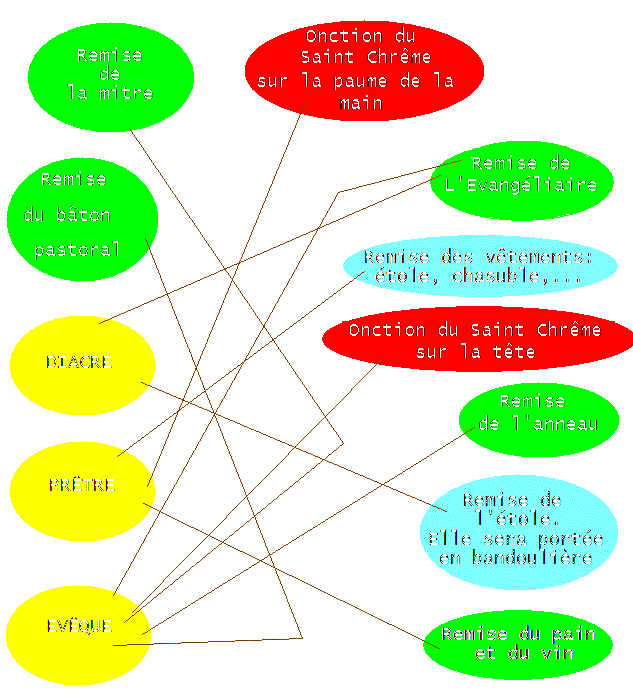 Remise
de
la mitre
Onction du
Saint Chrême
sur la paume de la
main
Remise de
L'Evangéliaire
Remise
du bâton
pastoral
Remise des vêtements:
étole, chasuble,...
Onction du Saint Chrême
sur la tête
DIACRE
Remise
de l'anneau
PRÊTRE
Remise de
l'étole.
Elle sera portée
en bandoulière
EVÊQUE
Remise du pain
et du vin